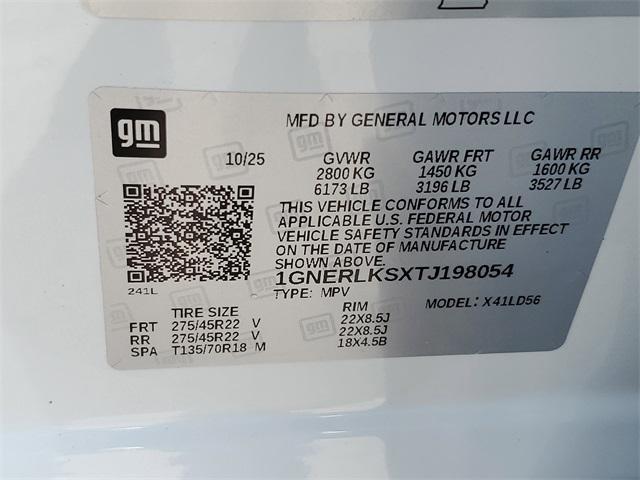 gm
MFD BY GENERAL MOTORS LLC
10/25 GVWR GAWR FRT GAWR RR
2800 KG 1450 KG 1600 KG
6173 LB 3196 LB 3527 LB
THIS VEHICLE CONFORMS TO ALL
APPLICABLE U.S. FEDERAL MOTOR
VEHICLE SAFETY STANDARDS IN EFFECT
ON THE DATE OF MANUFACTURE
SHOWN ABOVE.
1GNERLKSXTJ198054
241L
TYPE: MPV MODEL: X41LD56
TIRE SIZE RIM
FRT 275/45R22 V 22X8.5J
RR 275/45R22 V 22X8.5J
SPA T135/70R18 M 18X4.5B